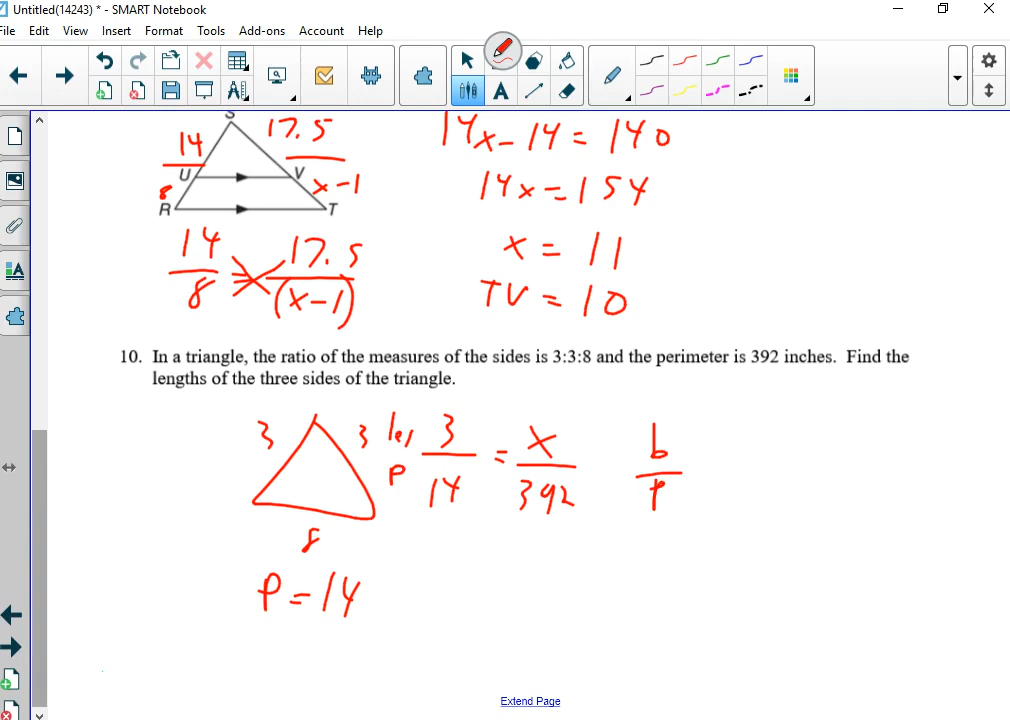 Untitled(14243) * - SMART Notebook
File Edit View Insert Format Tools Add-ons Account Help
S
14
17.5
U
V
8
x-1
R
T
14x-14=140
14x=154
x = 11
TV = 10
14 17.5
8 (x-1)
10. In a triangle, the ratio of the measures of the sides is 3:3:8 and the perimeter is 392 inches. Find the
lengths of the three sides of the triangle.
3
3
8
P=14
leg 3 = x
P 14 392
b
P
Extend Page